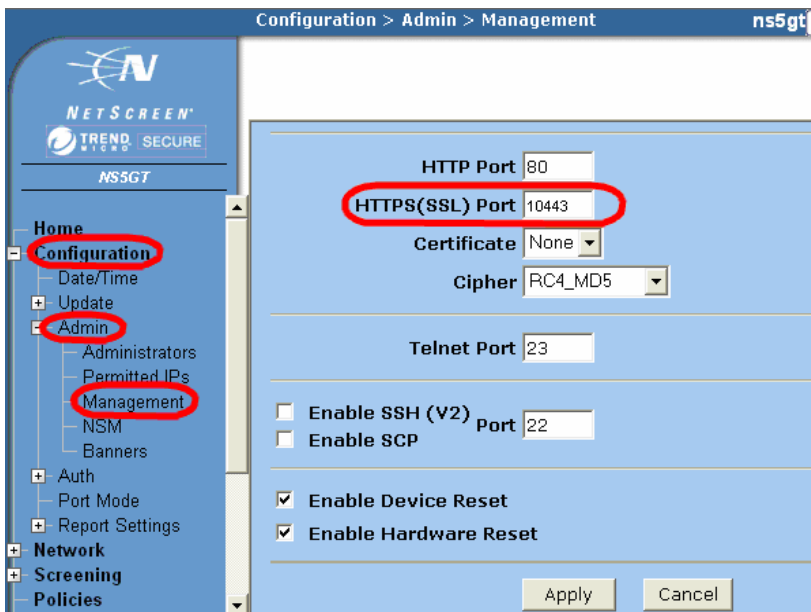 Configuration > Admin > Management
ns5gt
N
NETSCREEN
TREND MICRO SECURE
NS5GT
Home
Configuration
Date/Time
Update
Admin
Administrators
Permitted IPs
Management
NSM
Banners
Auth
Port Mode
Report Settings
Network
Screening
Policies
HTTP Port 80
HTTPS(SSL) Port 10443
Certificate None
Cipher RC4_MD5
Telnet Port 23
Enable SSH (V2) Port 22
Enable SCP
Enable Device Reset
Enable Hardware Reset
Apply Cancel